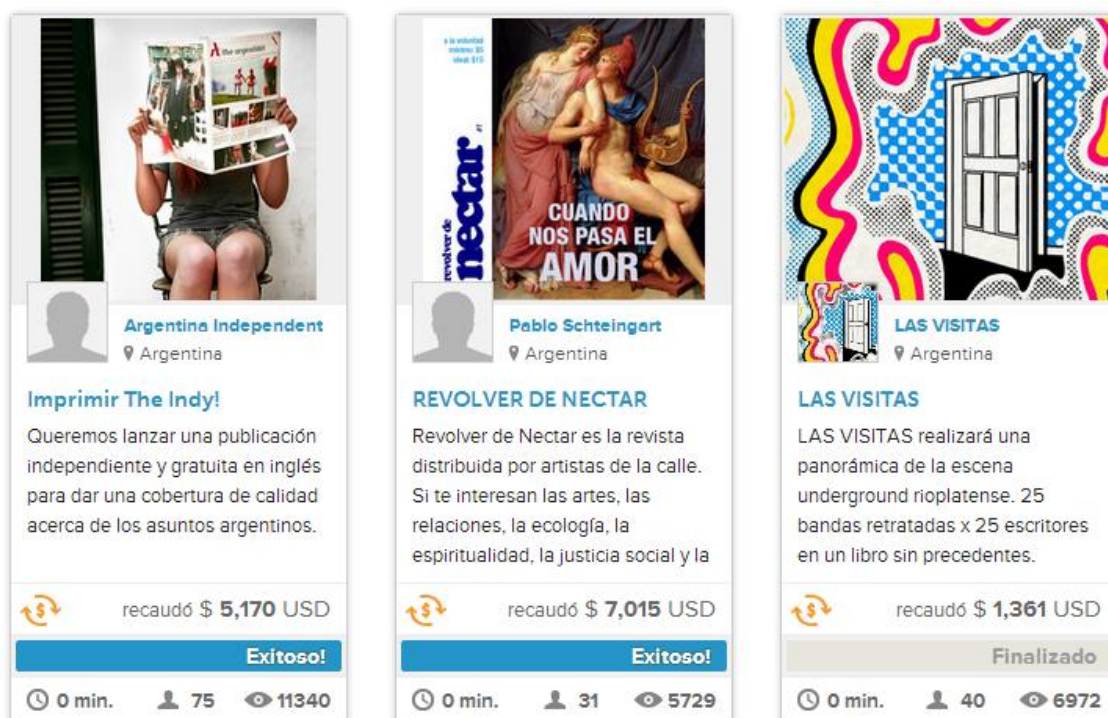 the argentina
a la voluntad
mínimo: $5
ideal: $15
revolver de
nectar
#1
CUANDO
NOS PASA EL
AMOR
Argentina Independent
Argentina
Imprimir The Indy!
Queremos lanzar una publicación
independiente y gratuita en inglés
para dar una cobertura de calidad
acerca de los asuntos argentinos.
recaudó $ 5,170 USD
Exitoso!
0 min. 75 11340
Pablo Schteingart
Argentina
REVOLVER DE NECTAR
Revolver de Nectar es la revista
distribuida por artistas de la calle.
Si te interesan las artes, las
relaciones, la ecología, la
espiritualidad, la justicia social y la
recaudó $ 7,015 USD
Exitoso!
0 min. 31 5729
LAS VISITAS
Argentina
LAS VISITAS
LAS VISITAS realizará una
panorámica de la escena
underground rioplatense. 25
bandas retratadas x 25 escritores
en un libro sin precedentes.
recaudó $ 1,361 USD
Finalizado
0 min. 40 6972